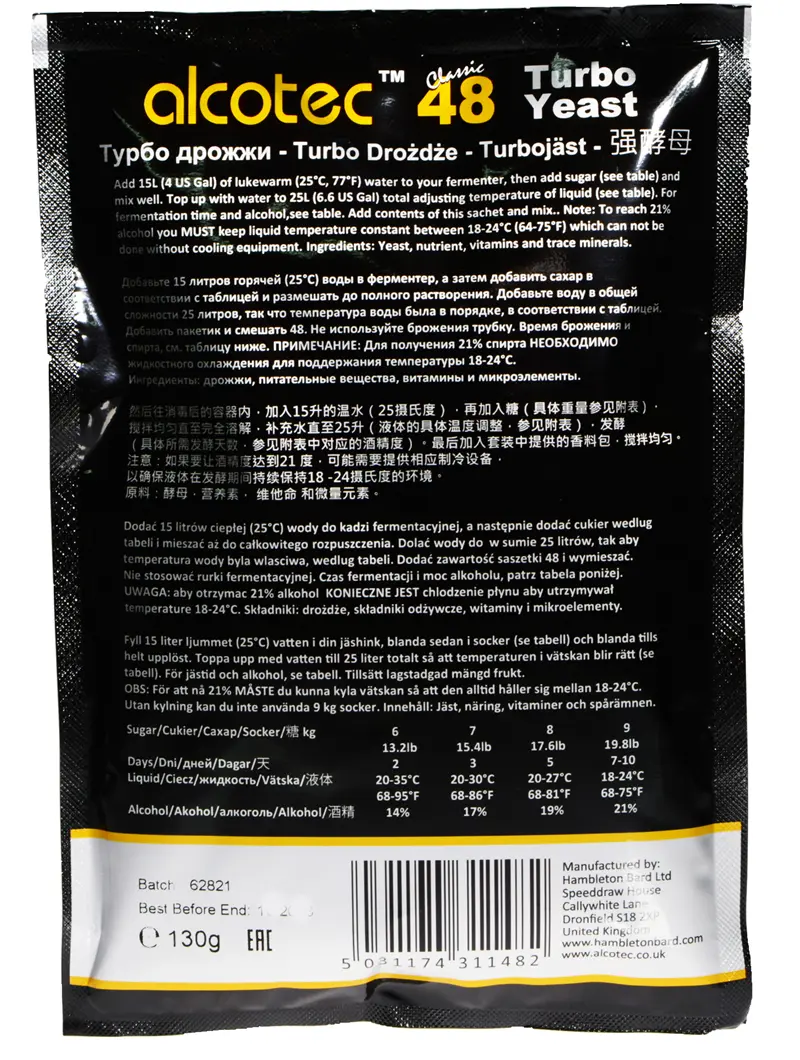 alcotec™ Classic 48 Turbo Yeast
Турбо дрожжи - Turbo Drożdże - Turbojäst - 强酵母
Add 15L (4 US Gal) of lukewarm (25°C, 77°F) water to your fermenter, then add sugar (see table) and
mix well. Top up with water to 25L (6.6 US Gal) total adjusting temperature of liquid (see table). For
fermentation time and alcohol,see table. Add contents of this sachet and mix.. Note: To reach 21%
alcohol you MUST keep liquid temperature constant between 18-24°C (64-75°F) which can not be
done without cooling equipment. Ingredients: Yeast, nutrient, vitamins and trace minerals.
Добавьте 15 литров горячей (25°C) воды в ферментер, а затем добавить сахар в
соответствии с таблицей и размешать до полного растворения. Добавьте воду в общей
сложности 25 литров, так что температура воды была в порядке, в соответствии с таблицей.
Добавить пакетик и смешать 48. Не используйте брожения трубку. Время брожения и
спирта, см. таблицу ниже. ПРИМЕЧАНИЕ: Для получения 21% спирта НЕОБХОДИМО
жидкостного охлаждения для поддержания температуры 18-24°C.
Ингредиенты: дрожжи, питательные вещества, витамины и микроэлементы.
然后往消毒后的容器内，加入15升的温水（25摄氏度），再加入糖（具体重量参见附表），
搅拌均匀直至完全溶解，补充水直至25升（液体的具体温度调整，参见附表），发酵
（具体所需发酵天数，参见附表中对应的酒精度）。最后加入套装中提供的香料包，搅拌均匀。
注意：如果要让酒精度达到21 度，可能需要提供相应制冷设备，
以确保液体在发酵期间持续保持18 -24摄氏度的环境。
原料：酵母，营养素， 维他命 和微量元素。
Dodać 15 litrów ciepłej (25°C) wody do kadzi fermentacyjnej, a następnie dodać cukier według
tabeli i mieszać aż do całkowitego rozpuszczenia. Dolać wody do w sumie 25 litrów, tak aby
temperatura wody była wlasciwa, wedlug tabeli. Dodać zawartość saszetki 48 i wymieszać.
Nie stosować rurki fermentacyjnej. Czas fermentacji i moc alkoholu, patrz tabela poniżej.
UWAGA: aby otrzymac 21% alkohol KONIECZNE JEST chlodzenie płynu aby utrzymywał
temperature 18-24°C. Składniki: drożdże, składniki odżywcze, witaminy i mikroelementy.
Fyll 15 liter ljummet (25°C) vatten i din jäshink, blanda sedan i socker (se tabell) och blanda tills
helt upplöst. Toppa upp med vatten till 25 liter totalt så att temperaturen i vätskan blir rätt (se
tabell). För jästid och alkohol, se tabell. Tillsätt lagstadgad mängd frukt.
OBS: För att nå 21% MÅSTE du kunna kyla vätskan så att den alltid håller sig mellan 18-24°C.
Utan kylning kan du inte använda 9 kg socker. Innehåll: Jäst, näring, vitaminer och spårämnen.
Sugar/Cukier/Сахар/Socker/糖 kg 6 7 8 9
13.2lb 15.4lb 17.6lb 19.8lb
Days/Dni/дней/Dagar/天 2 3 5 7-10
Liquid/Ciecz/жидкость/Vätska/液体 20-35°C 20-30°C 20-27°C 18-24°C
68-95°F 68-86°F 68-81°F 68-75°F
Alcohol/Akohol/алкоголь/Alkohol/酒精 14% 17% 19% 21%
Batch 62821
Best Before End:
℮ 130g EAC
5 031174 311482
Manufactured by:
Hambleton Bard Ltd
Speeddraw House
Callywhite Lane
Dronfield S18 2XP
United Kingdom
www.hambletonbard.com
www.alcotec.co.uk